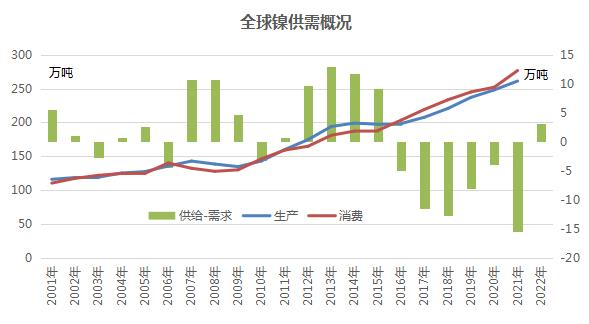 全球镍供需概况
300
250
200
150
100
50
0
万吨
15
10
5
0
-5
-10
-15
-20
万吨
供给-需求
生产
消费
2001年
2002年
2003年
2004年
2005年
2006年
2007年
2008年
2009年
2010年
2011年
2012年
2013年
2014年
2015年
2016年
2017年
2018年
2019年
2020年
2021年
2022年